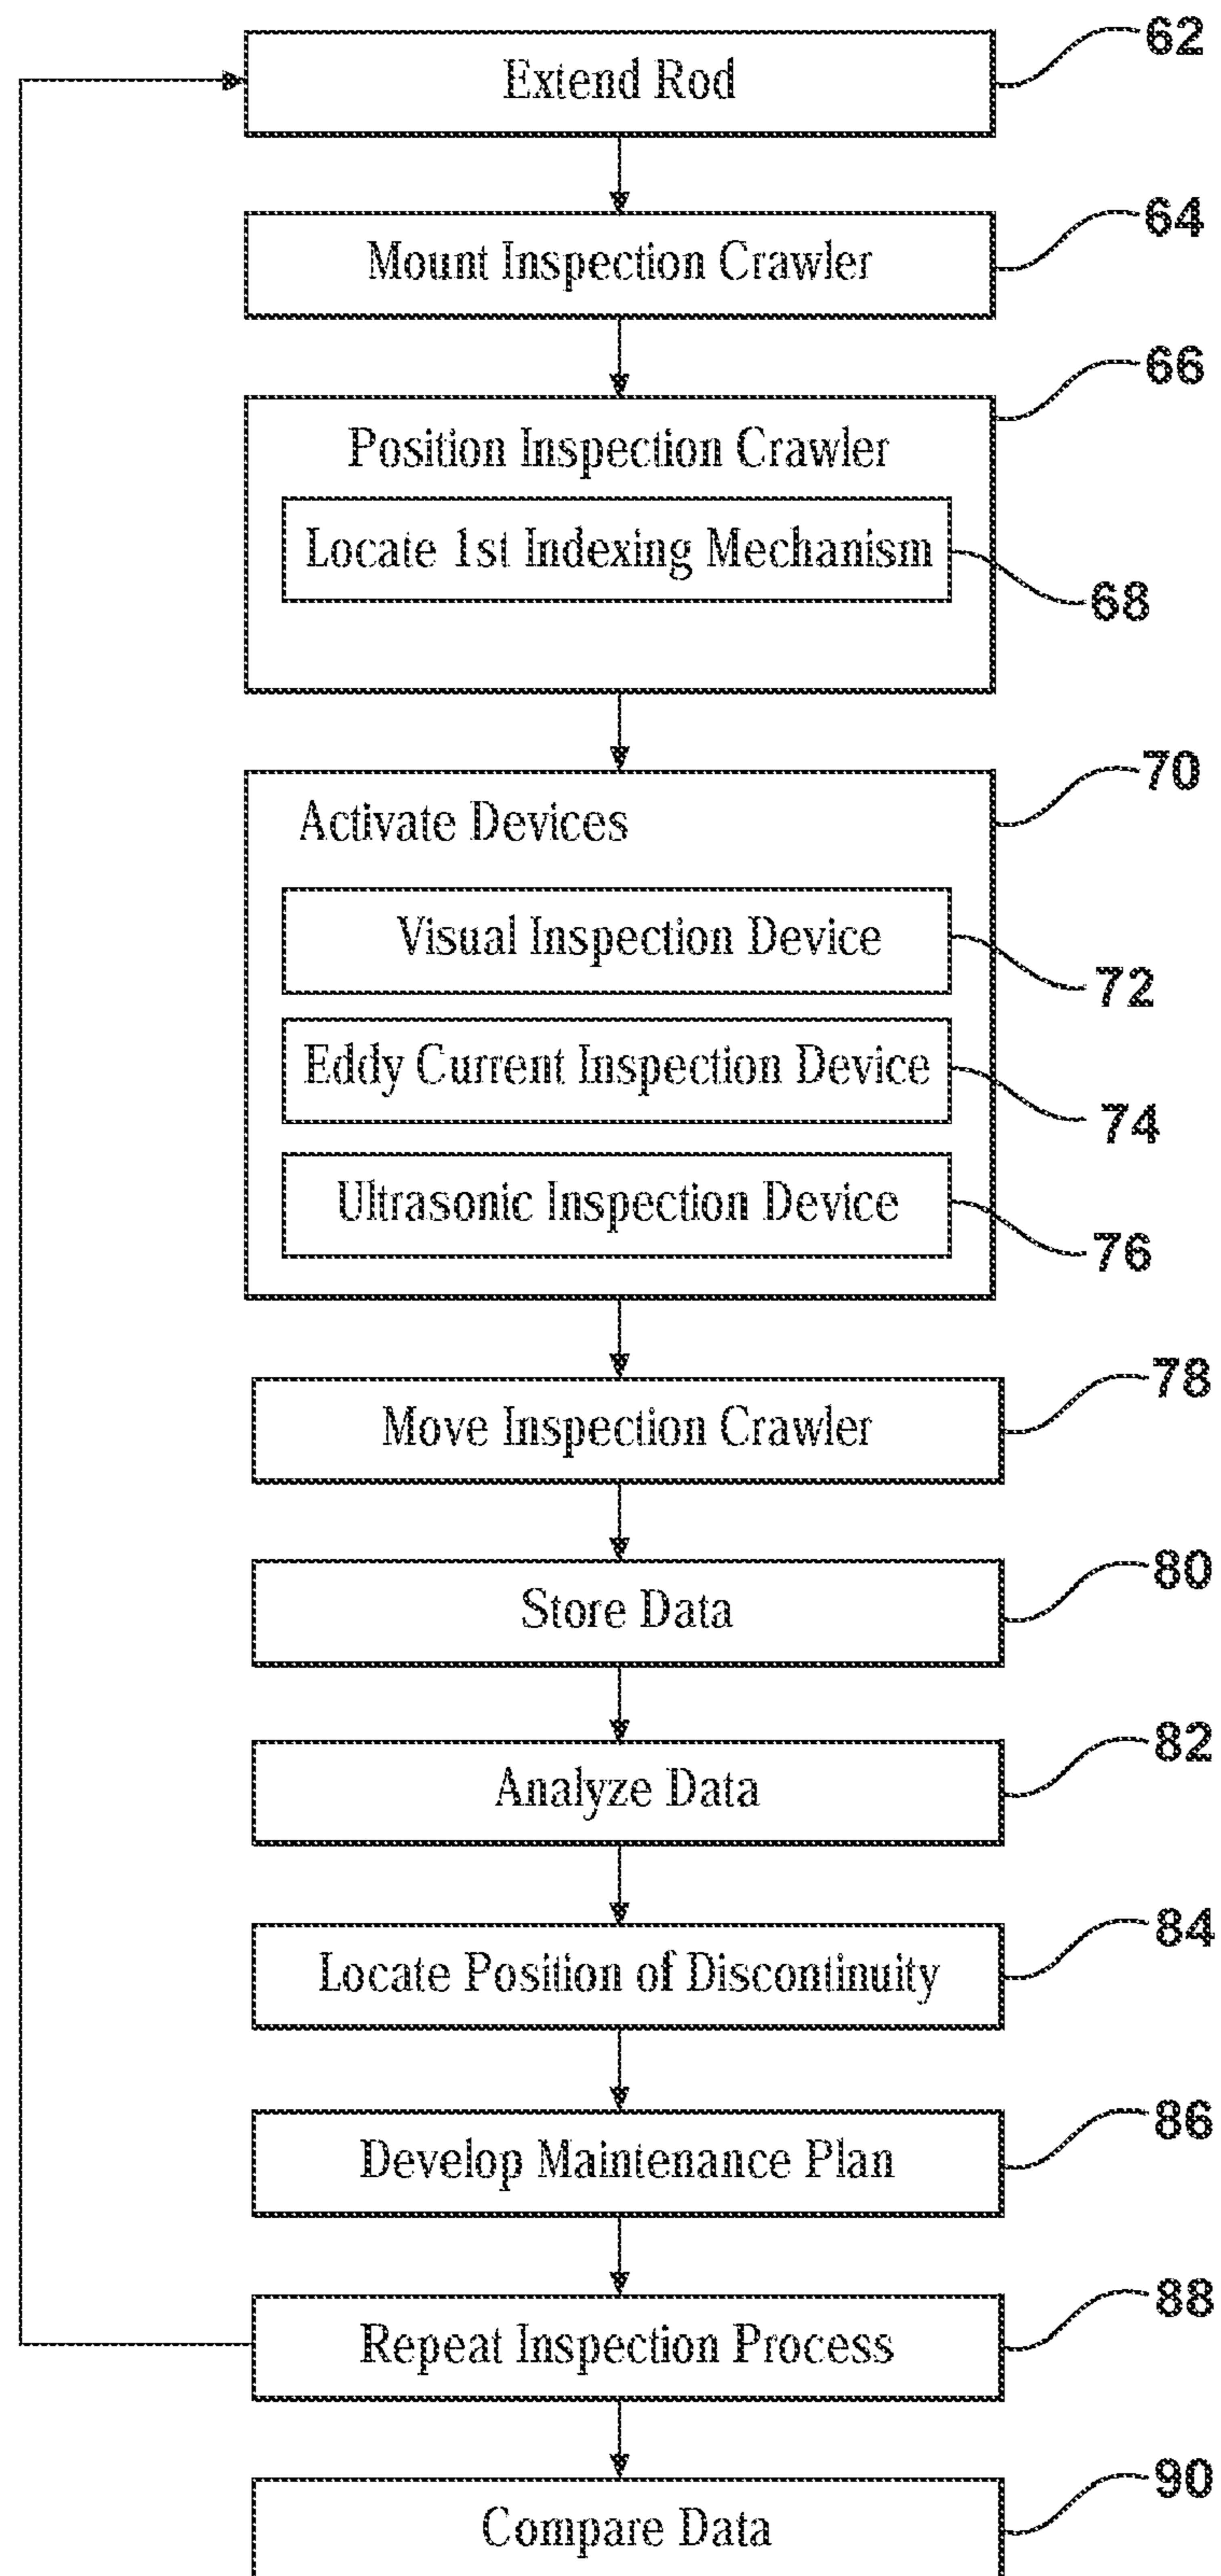 Extend Rod
62
Mount Inspection Crawler
64
Position Inspection Crawler
66
Locate 1st Indexing Mechanism
68
Activate Devices
70
Visual Inspection Device
72
Eddy Current Inspection Device
74
Ultrasonic Inspection Device
76
Move Inspection Crawler
78
Store Data
80
Analyze Data
82
Locate Position of Discontinuity
84
Develop Maintenance Plan
86
Repeat Inspection Process
88
Compare Data
90